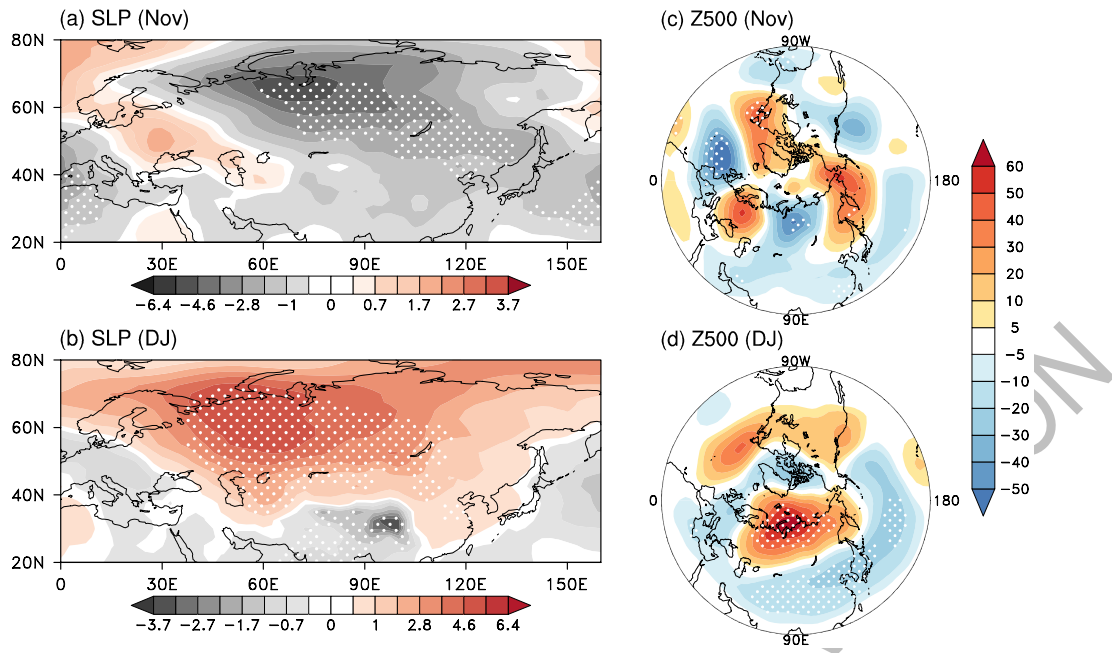 (a) SLP (Nov)
80N
60N
40N
20N
0 30E 60E 90E 120E 150E
−6.4 −4.6 −2.8 −1 0 0.7 1.7 2.7 3.7
(b) SLP (DJ)
80N
60N
40N
20N
0 30E 60E 90E 120E 150E
−3.7 −2.7 −1.7 −0.7 0 1 2.8 4.6 6.4
(c) Z500 (Nov)
90W
0 180
90E
(d) Z500 (DJ)
90W
0 180
90E
60
50
40
30
20
10
5
−5
−10
−20
−30
−40
−50
ON